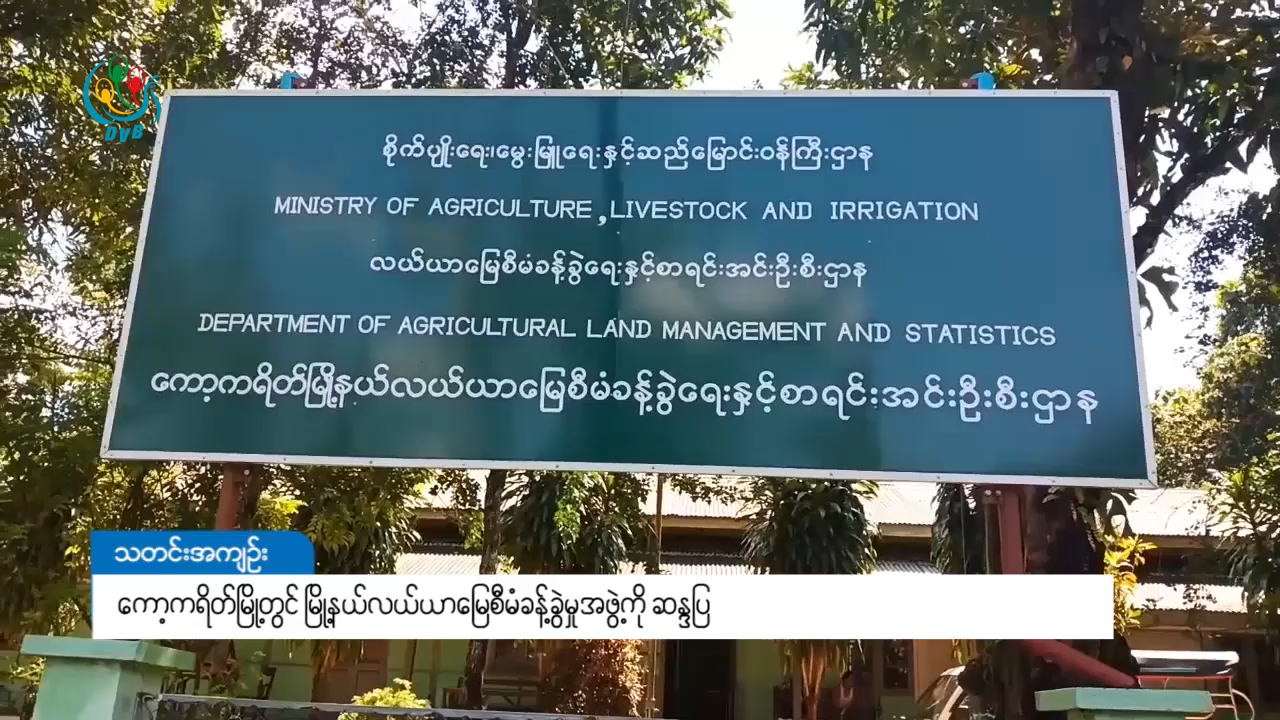 DVB
စိုက်ပျိုးရေး၊မွေးမြူရေးနှင့်ဆည်မြောင်းဝန်ကြီးဌာန
MINISTRY OF AGRICULTURE,LIVESTOCK AND IRRIGATION
လယ်ယာမြေစီမံခန့်ခွဲရေးနှင့်စာရင်းအင်းဦးစီးဌာန
DEPARTMENT OF AGRICULTURAL LAND MANAGEMENT AND STATISTICS
ကော့ကရိတ်မြို့နယ်လယ်ယာမြေစီမံခန့်ခွဲရေးနှင့်စာရင်းအင်းဦးစီးဌာန
သတင်းအကျဉ်း
ကော့ကရိတ်မြို့တွင် မြို့နယ်လယ်ယာမြေစီမံခန့်ခွဲမှုအဖွဲ့ကို ဆန္ဒပြ